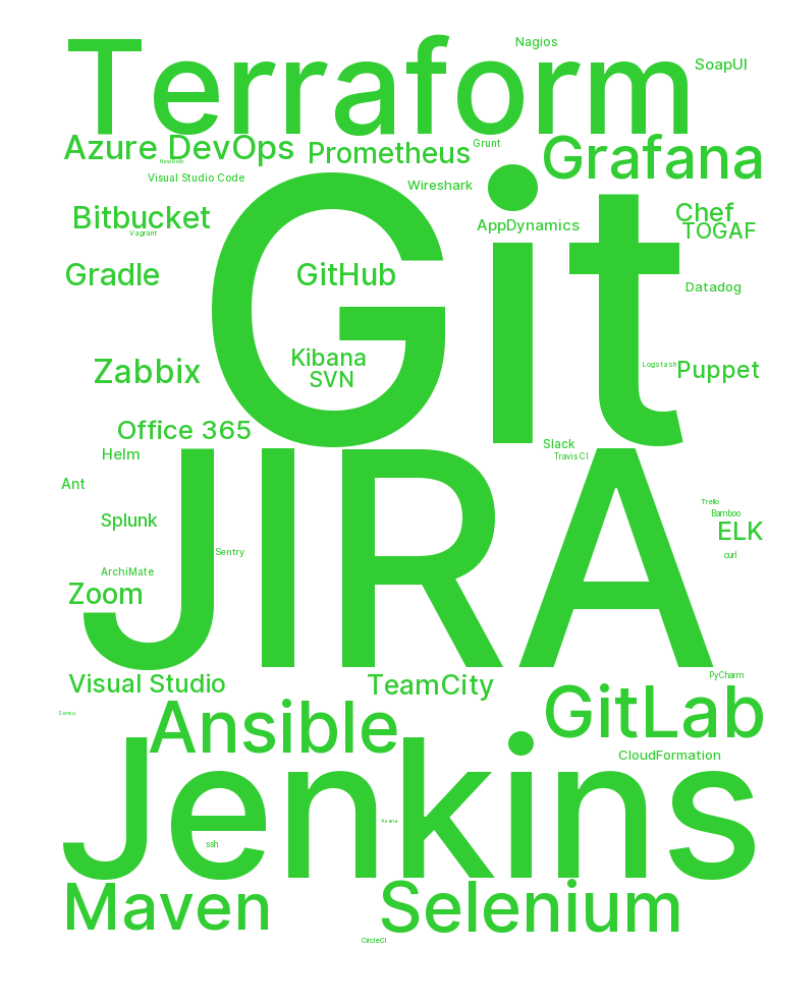 Terraform
Nagios
SoapUI
Azure DevOps
Prometheus
Grunt
Grafana
NewRelic
Visual Studio Code
Wireshark
Git
Bitbucket
AppDynamics
Chef
TOGAF
Vagrant
Gradle
GitHub
Datadog
Kibana
Zabbix
SVN
Logstash
Puppet
Office 365
Slack
Helm
Travis CI
JIRA
Ant
Trello
Bamboo
Splunk
ELK
Sentry
curl
ArchiMate
Zoom
Visual Studio
TeamCity
PyCharm
GitLab
Sensu
Ansible
CloudFormation
Jenkins
Asana
ssh
Maven
Selenium
CircleCI